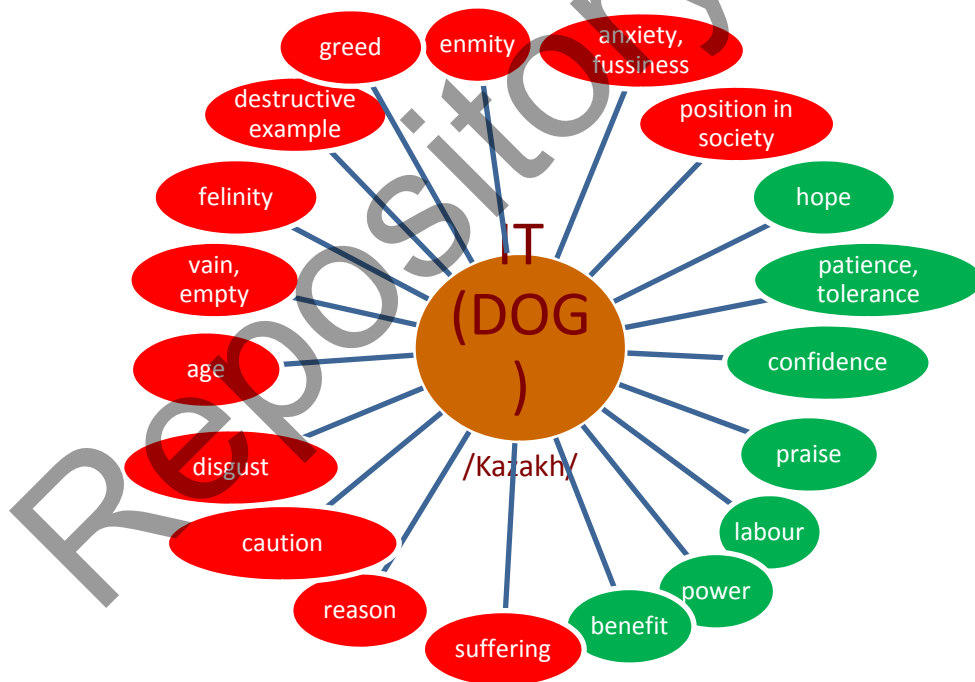 greed
enmity
anxiety,
fussiness
destructive
example
position in
society
felinity
hope
vain,
empty
patience,
tolerance
IT
(DOG
)
/Kazakh/
age
confidence
disgust
praise
caution
labour
reason
power
suffering
benefit
Repository